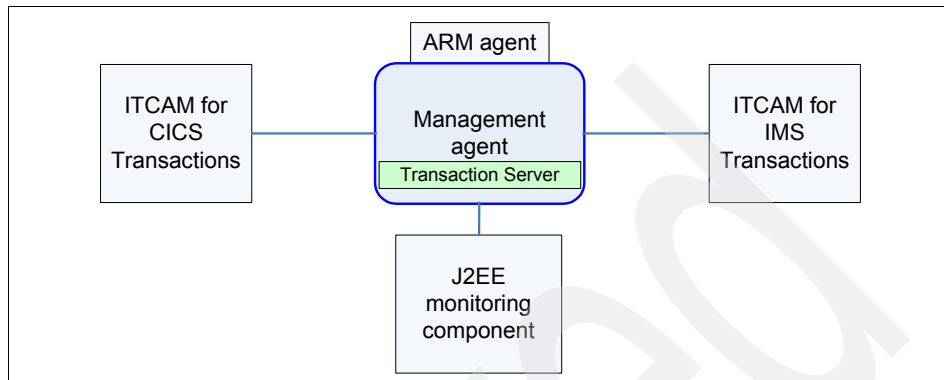 ARM agent
ITCAM for
CICS
Transactions
Management
agent
Transaction Server
ITCAM for
IMS
Transactions
J2EE
monitoring
component